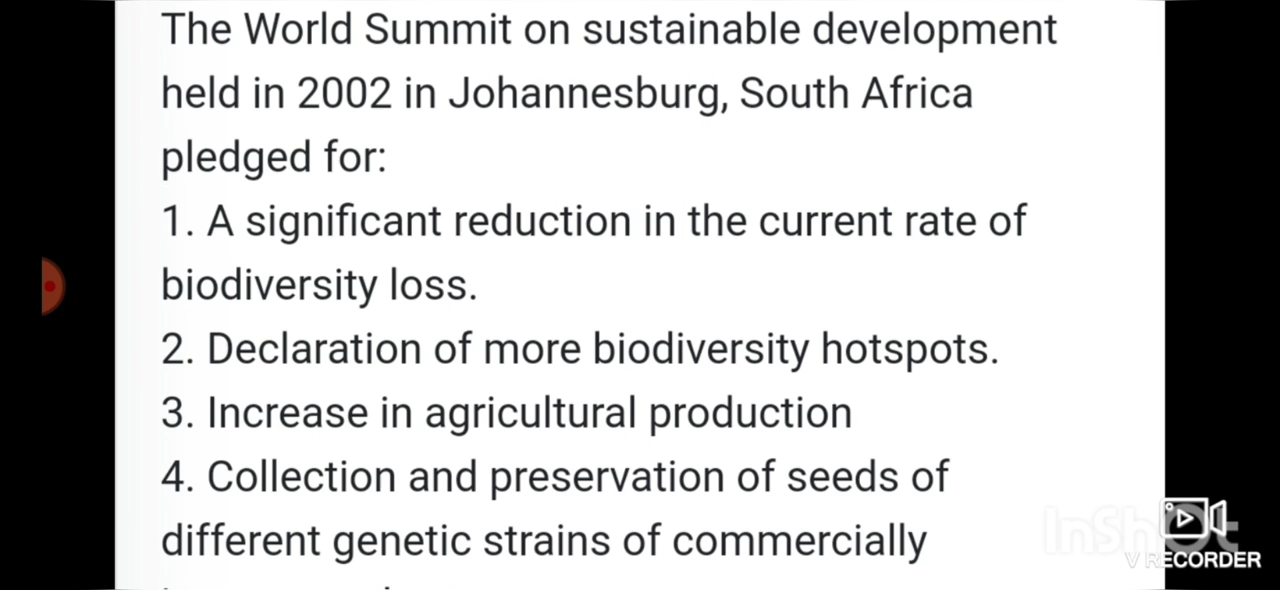 The World Summit on sustainable development
held in 2002 in Johannesburg, South Africa
pledged for:
1. A significant reduction in the current rate of
biodiversity loss.
2. Declaration of more biodiversity hotspots.
3. Increase in agricultural production
4. Collection and preservation of seeds of
different genetic strains of commercially
InShOt
V RECORDER